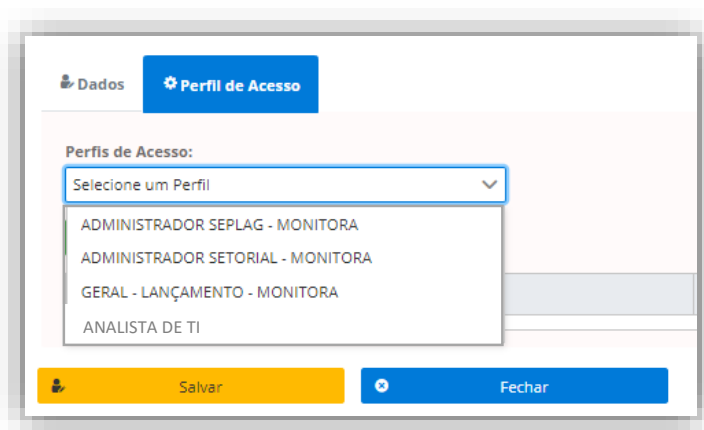 Dados Perfil de Acesso
Perfis de Acesso:
Selecione um Perfil
ADMINISTRADOR SEPLAG - MONITORA
ADMINISTRADOR SETORIAL - MONITORA
GERAL - LANÇAMENTO - MONITORA
ANALISTA DE TI
Salvar Fechar